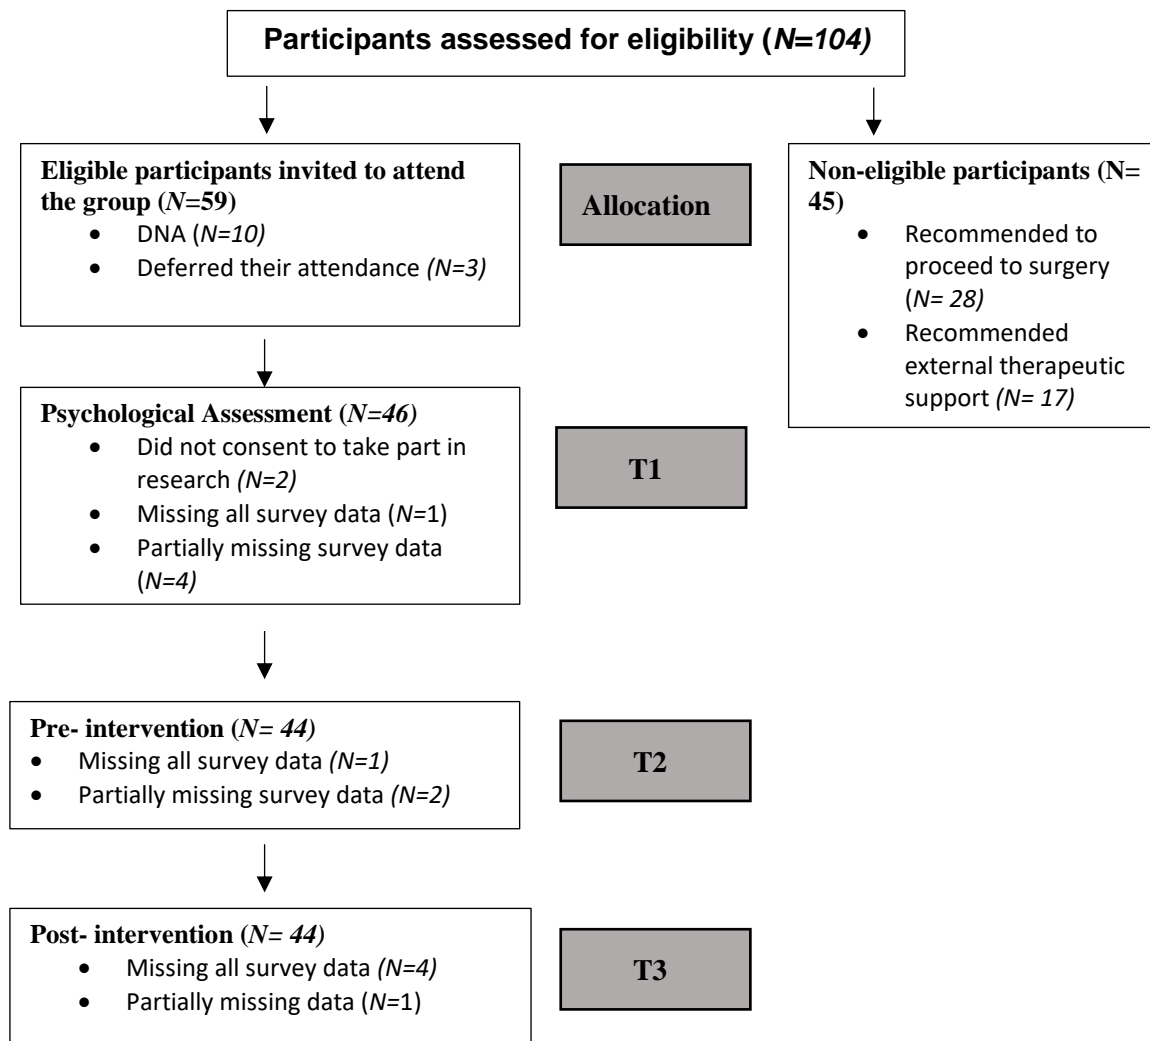 Participants assessed for eligibility (N=104)
Eligible participants invited to attend
the group (N=59)
• DNA (N=10)
• Deferred their attendance (N=3)
Allocation
Non-eligible participants (N=
45)
• Recommended to
proceed to surgery
(N= 28)
• Recommended
external therapeutic
support (N= 17)
Psychological Assessment (N=46)
• Did not consent to take part in
research (N=2)
• Missing all survey data (N=1)
• Partially missing survey data
(N=4)
T1
Pre- intervention (N= 44)
• Missing all survey data (N=1)
• Partially missing survey data (N=2)
T2
Post- intervention (N= 44)
• Missing all survey data (N=4)
• Partially missing data (N=1)
T3